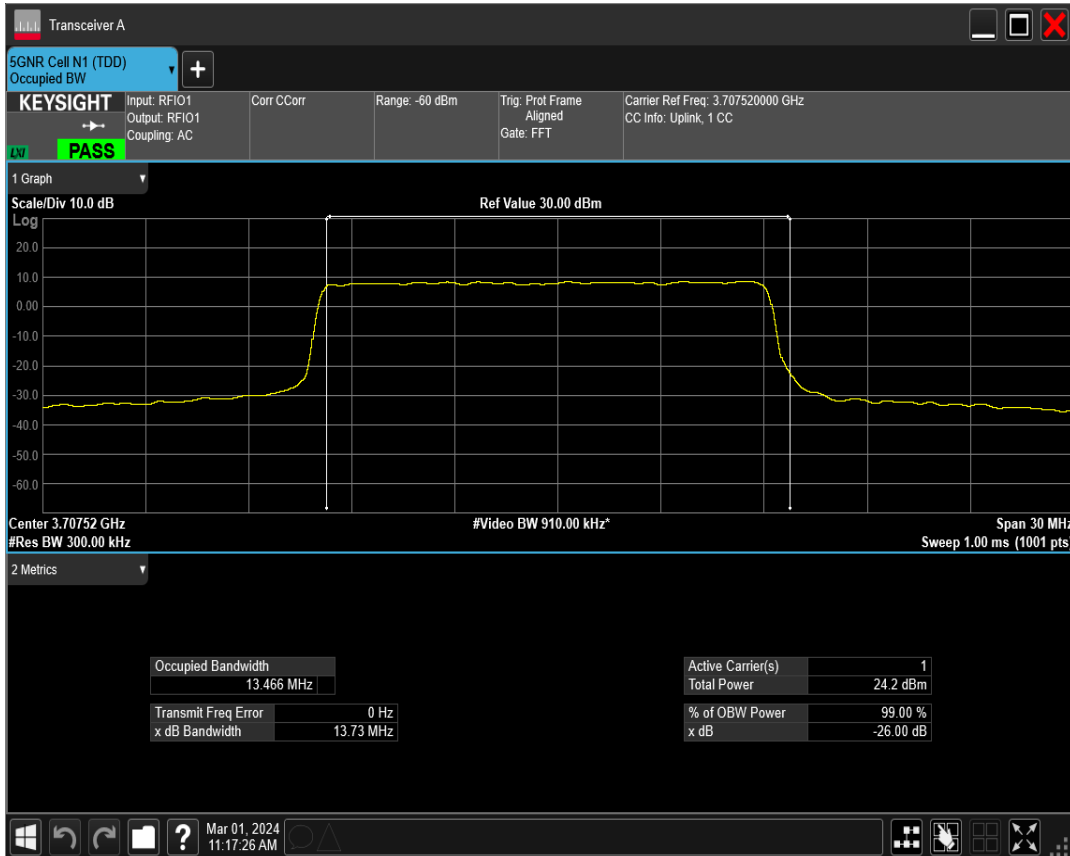 Transceiver A
5GNR Cell N1 (TDD)
Occupied BW
KEYSIGHT
LXI
PASS
Input: RFIO1
Output: RFIO1
Coupling: AC
Corr CCorr
Range: -60 dBm
Trig: Prot Frame
Aligned
Gate: FFT
Carrier Ref Freq: 3.707520000 GHz
CC Info: Uplink, 1 CC
1 Graph
Scale/Div 10.0 dB
Ref Value 30.00 dBm
Log
20.0
10.0
0.00
-10.0
-20.0
-30.0
-40.0
-50.0
-60.0
Center 3.70752 GHz
#Video BW 910.00 kHz*
Span 30 MHz
#Res BW 300.00 kHz
Sweep 1.00 ms (1001 pts)
2 Metrics
Occupied Bandwidth
13.466 MHz
Transmit Freq Error 0 Hz
x dB Bandwidth 13.73 MHz
Active Carrier(s) 1
Total Power 24.2 dBm
% of OBW Power 99.00 %
x dB -26.00 dB
?
Mar 01, 2024
11:17:26 AM